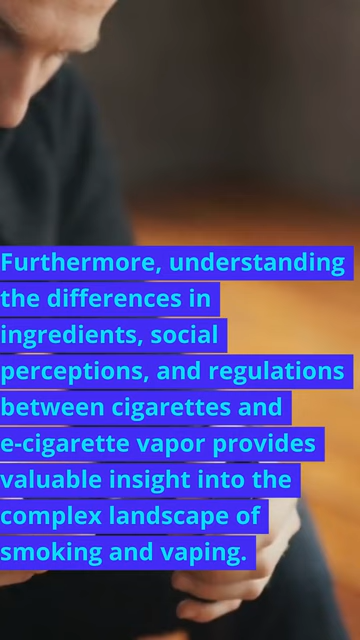 Furthermore, understanding
the differences in
ingredients, social
perceptions, and regulations
between cigarettes and
e-cigarette vapor provides
valuable insight into the
complex landscape of
smoking and vaping.